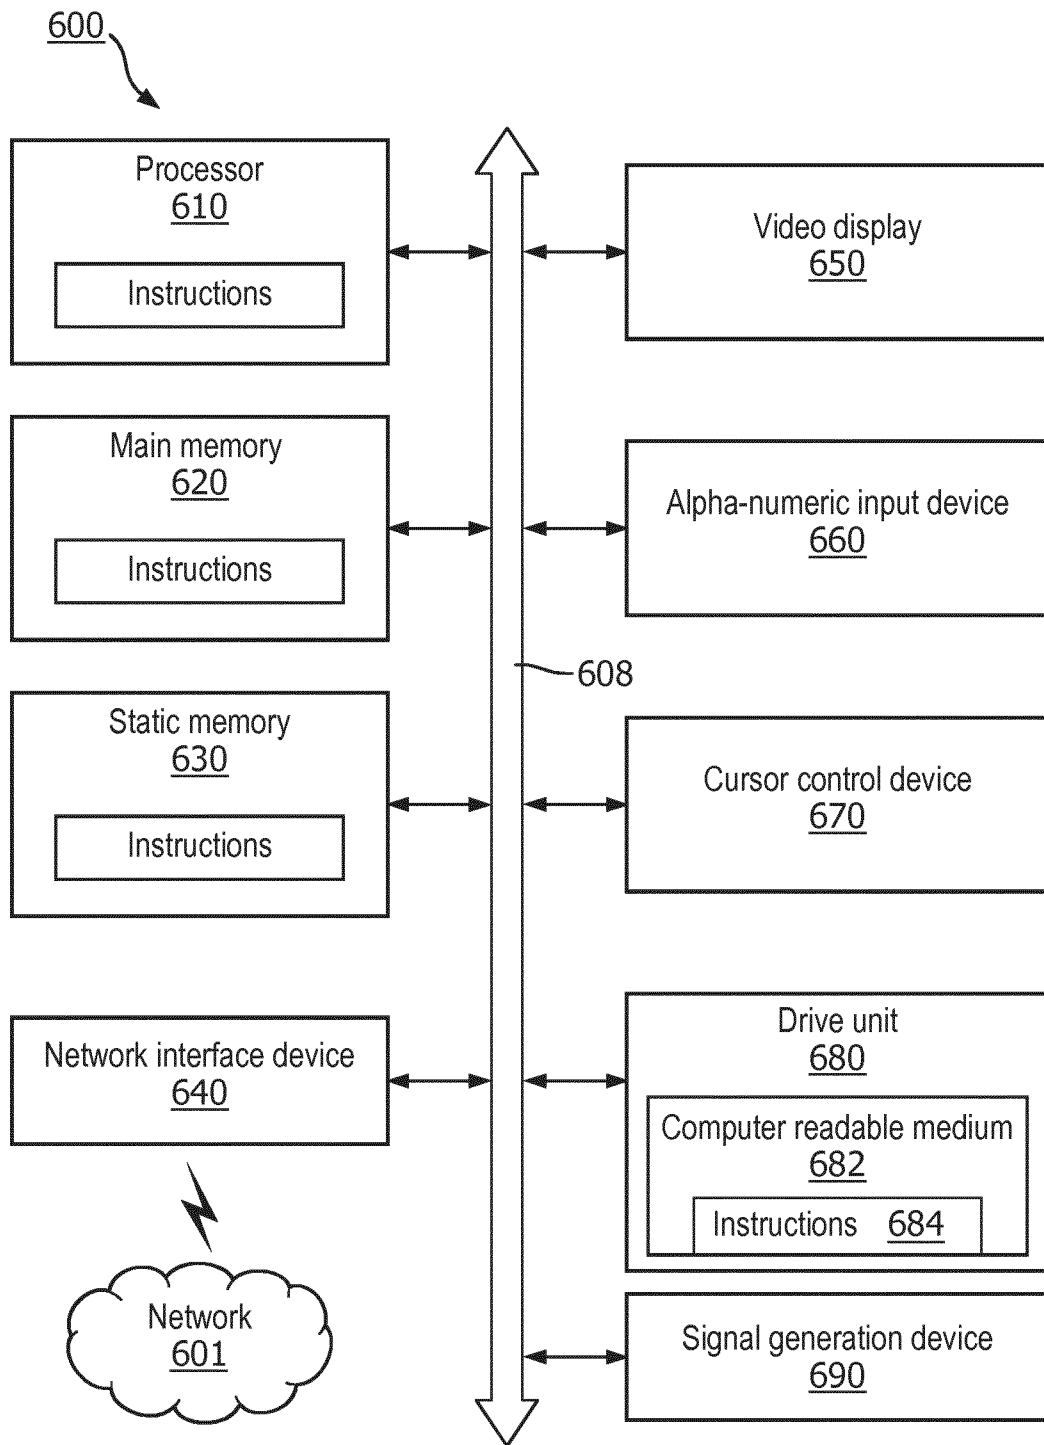 600
Processor
610
Instructions
Main memory
620
Instructions
Static memory
630
Instructions
Network interface device
640
Network
601
608
Video display
650
Alpha-numeric input device
660
Cursor control device
670
Drive unit
680
Computer readable medium
682
Instructions 684
Signal generation device
690